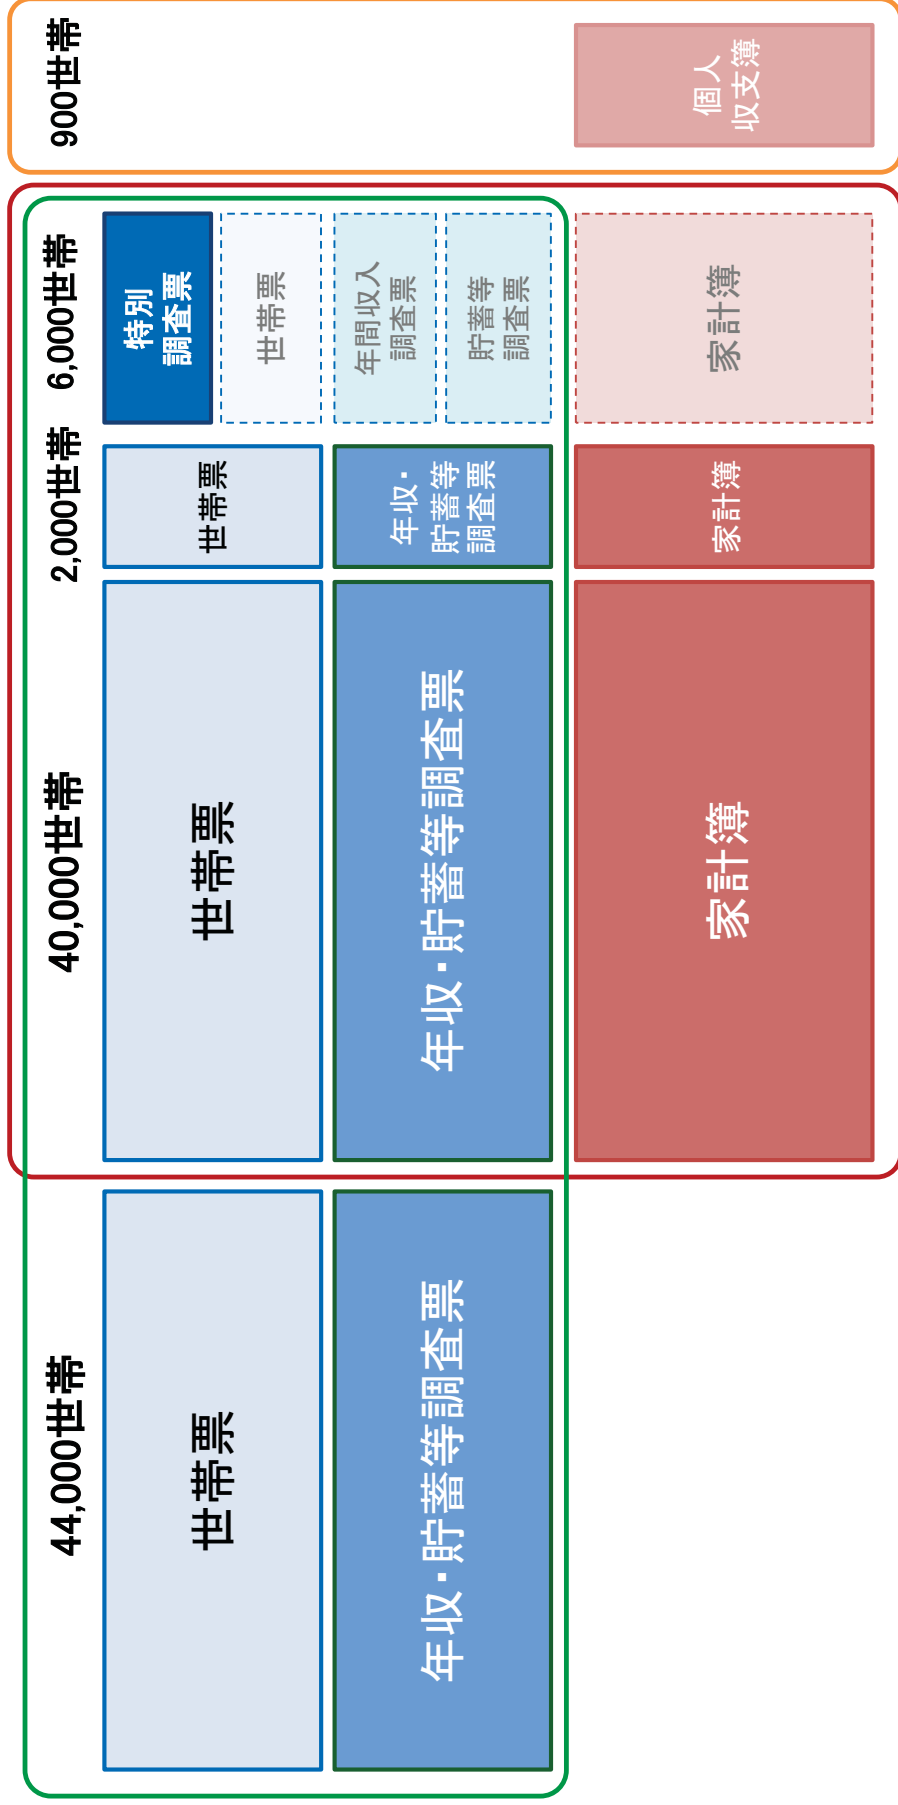 44,000世帯
40,000世帯
2,000世帯
6,000世帯
900世帯
世帯票
世帯票
世帯票
特別
調査票
世帯票
年収・貯蓄等調査票
年収・貯蓄等調査票
年収・
貯蓄等
調査票
年間収入
調査票
貯蓄等
調査票
家計簿
家計簿
家計簿
個人
収支簿